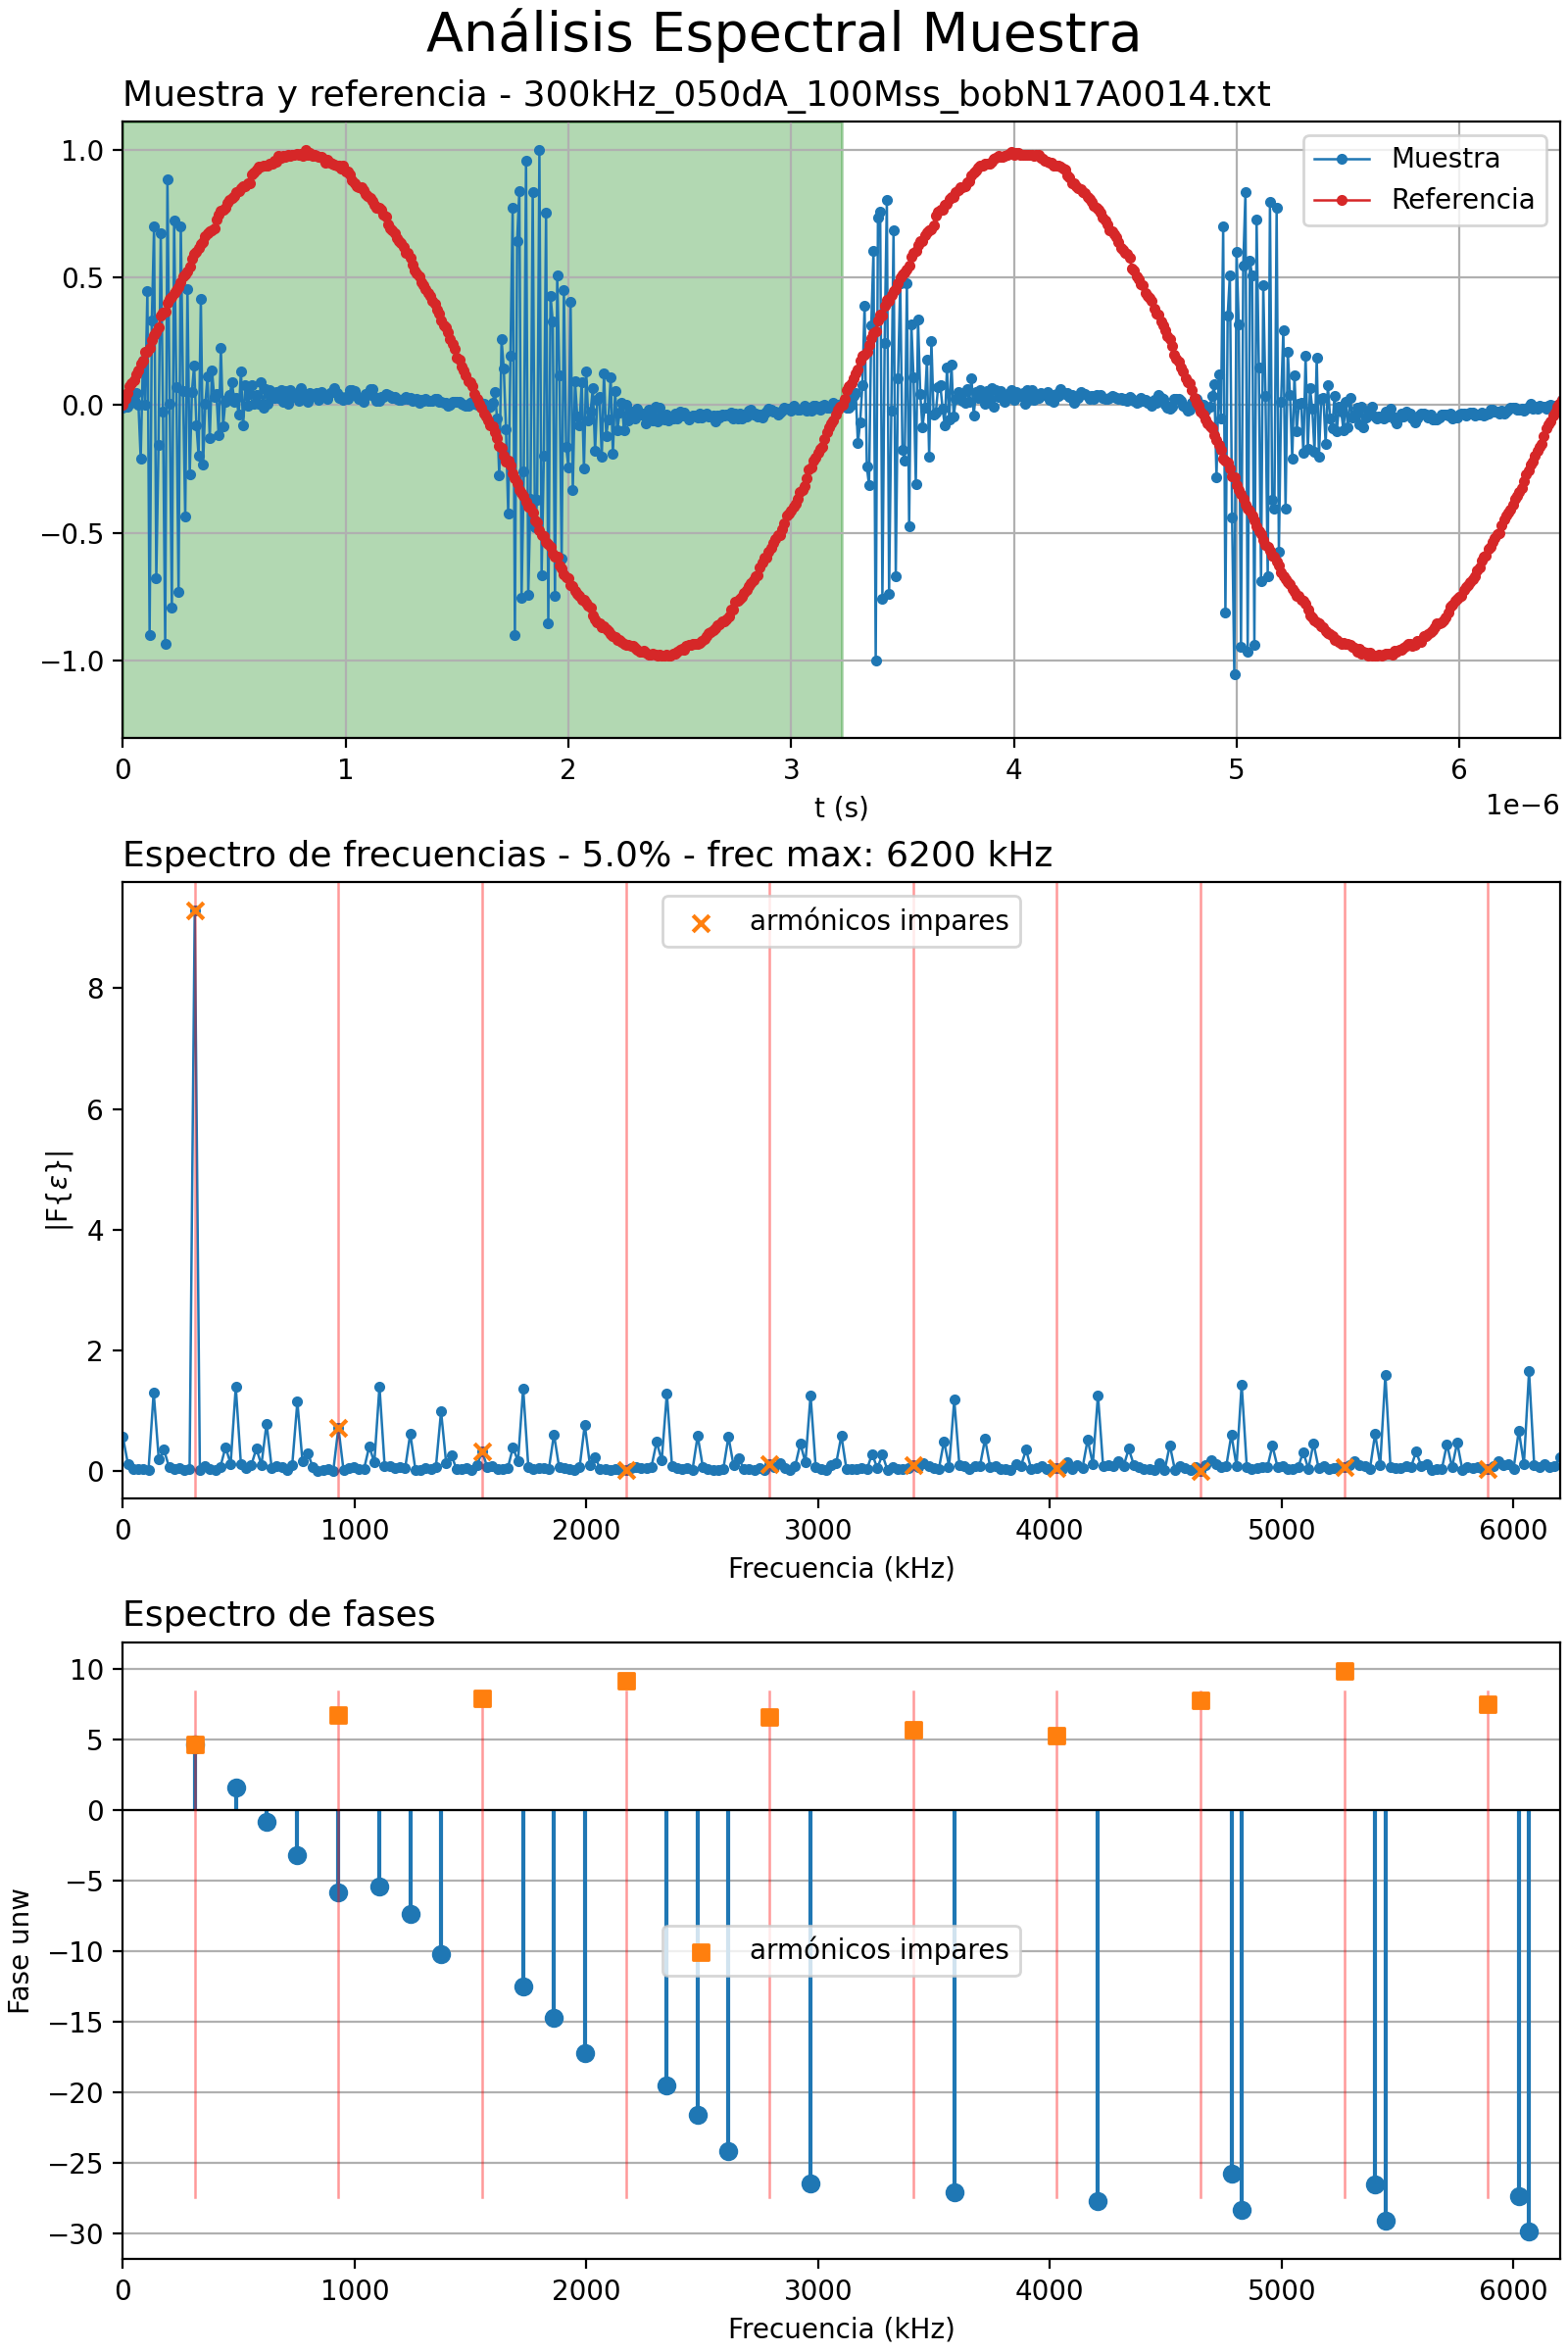 Análisis Espectral Muestra
Muestra y referencia - 300kHz_050dA_100Mss_bobN17A0014.txt
1.0
0.5
0.0
−0.5
−1.0
Muestra
Referencia
0 1 2 3 4 5 6
t (s)
1e−6
Espectro de frecuencias - 5.0% - frec max: 6200 kHz
armónicos impares
8
6
4
2
0
|F{ε}|
0 1000 2000 3000 4000 5000 6000
Frecuencia (kHz)
Espectro de fases
10
5
0
−5
−10
−15
−20
−25
−30
Fase unw
armónicos impares
0 1000 2000 3000 4000 5000 6000
Frecuencia (kHz)